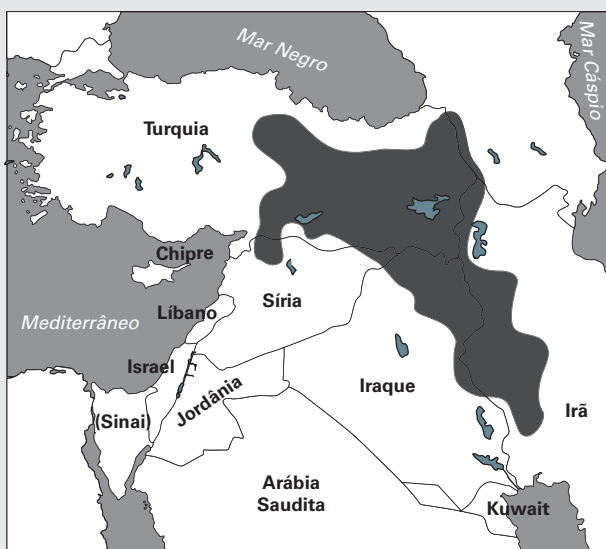 Mar Negro
Mar Cáspio
Turquia
Chipre
Síria
Líbano
Mediterrâneo
Israel
Jordânia
Iraque
Irã
(Sinai)
Arábia
Saudita
Kuwait